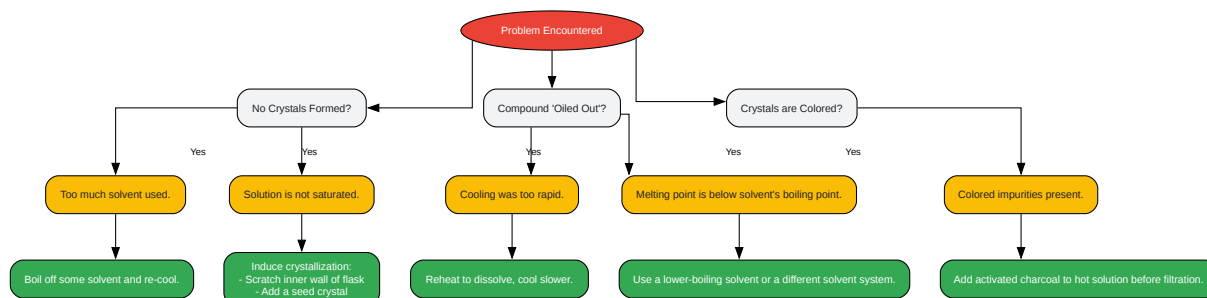 Problem Encountered
No Crystals Formed?
Compound 'Oiled Out'?
Crystals are Colored?
Yes
Yes
Yes
Yes
Yes
Too much solvent used.
Solution is not saturated.
Cooling was too rapid.
Melting point is below solvent's boiling point.
Colored impurities present.
Boil off some solvent and re-cool.
Induce crystallization:
- Scratch inner wall of flask
- Add a seed crystal
Reheat to dissolve, cool slower.
Use a lower-boiling solvent or a different solvent system.
Add activated charcoal to hot solution before filtration.